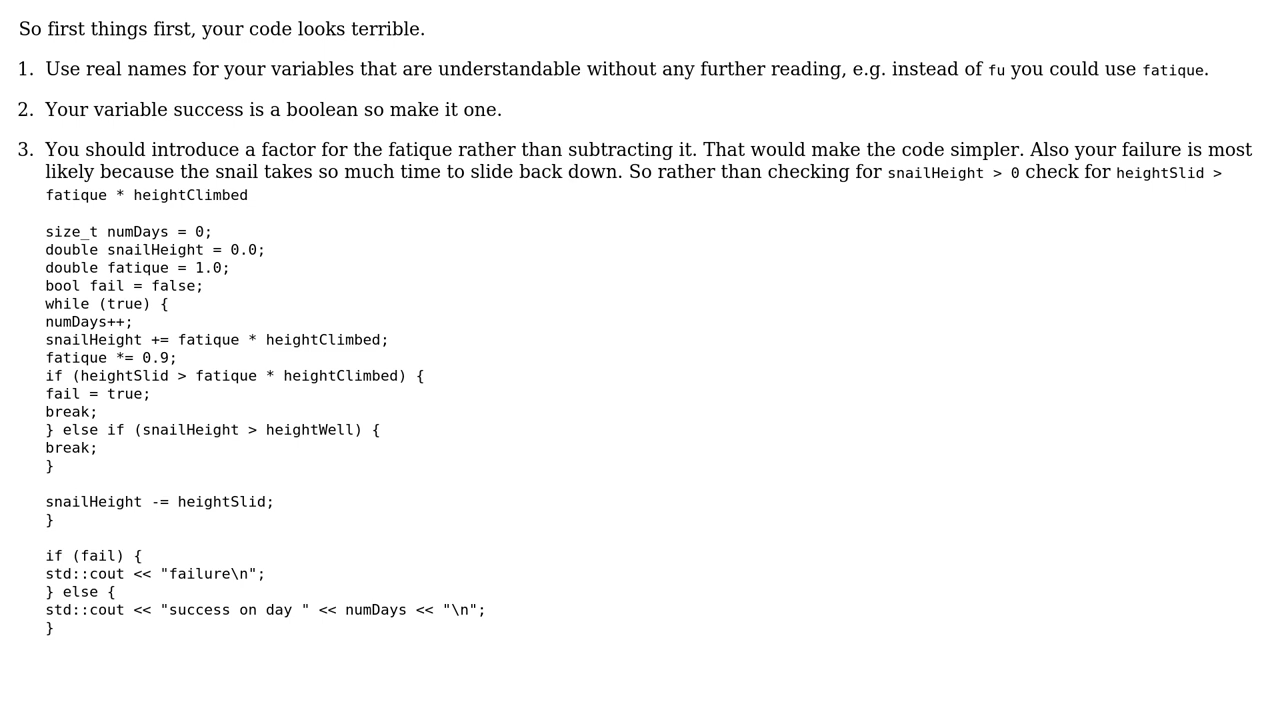 So first things first, your code looks terrible.
1. Use real names for your variables that are understandable without any further reading, e.g. instead of fu you could use fatique.
2. Your variable success is a boolean so make it one.
3. You should introduce a factor for the fatique rather than subtracting it. That would make the code simpler. Also your failure is most
likely because the snail takes so much time to slide back down. So rather than checking for snailHeight > 0 check for heightSlid >
fatique * heightClimbed
size_t numDays = 0;
double snailHeight = 0.0;
double fatique = 1.0;
bool fail = false;
while (true) {
numDays++;
snailHeight += fatique * heightClimbed;
fatique *= 0.9;
if (heightSlid > fatique * heightClimbed) {
fail = true;
break;
} else if (snailHeight > heightWell) {
break;
}
snailHeight -= heightSlid;
}
if (fail) {
std::cout << "failure\n";
} else {
std::cout << "success on day " << numDays << "\n";
}